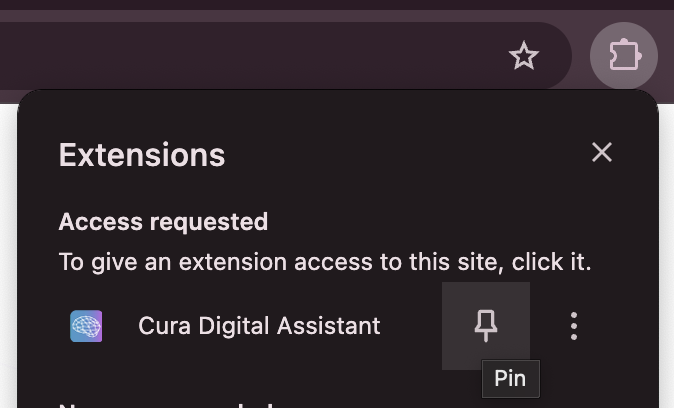 Extensions
Access requested
To give an extension access to this site, click it.
Cura Digital Assistant
Pin